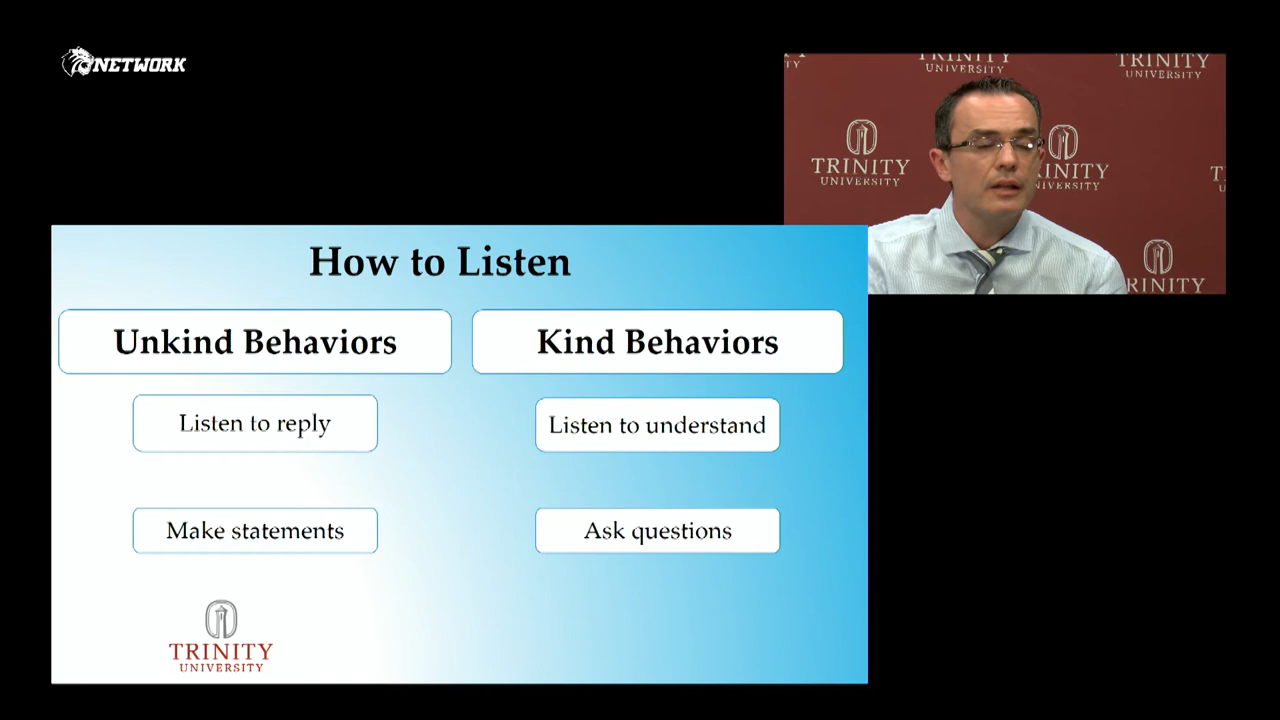 NETWORK
TRINITY
UNIVERSITY
TRINITY
UNIVERSITY
TRINITY
UNIVERSITY
How to Listen
Unkind Behaviors
Kind Behaviors
Listen to reply
Listen to understand
Make statements
Ask questions
TRINITY
UNIVERSITY